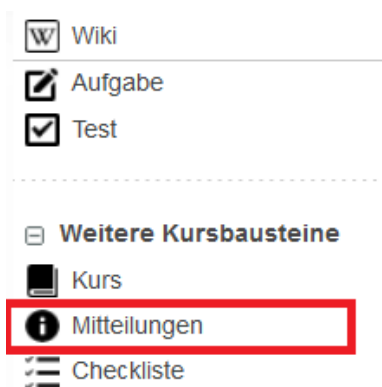 W Wiki
Aufgabe
Test
Weitere Kursbausteine
Kurs
Mitteilungen
Checkliste